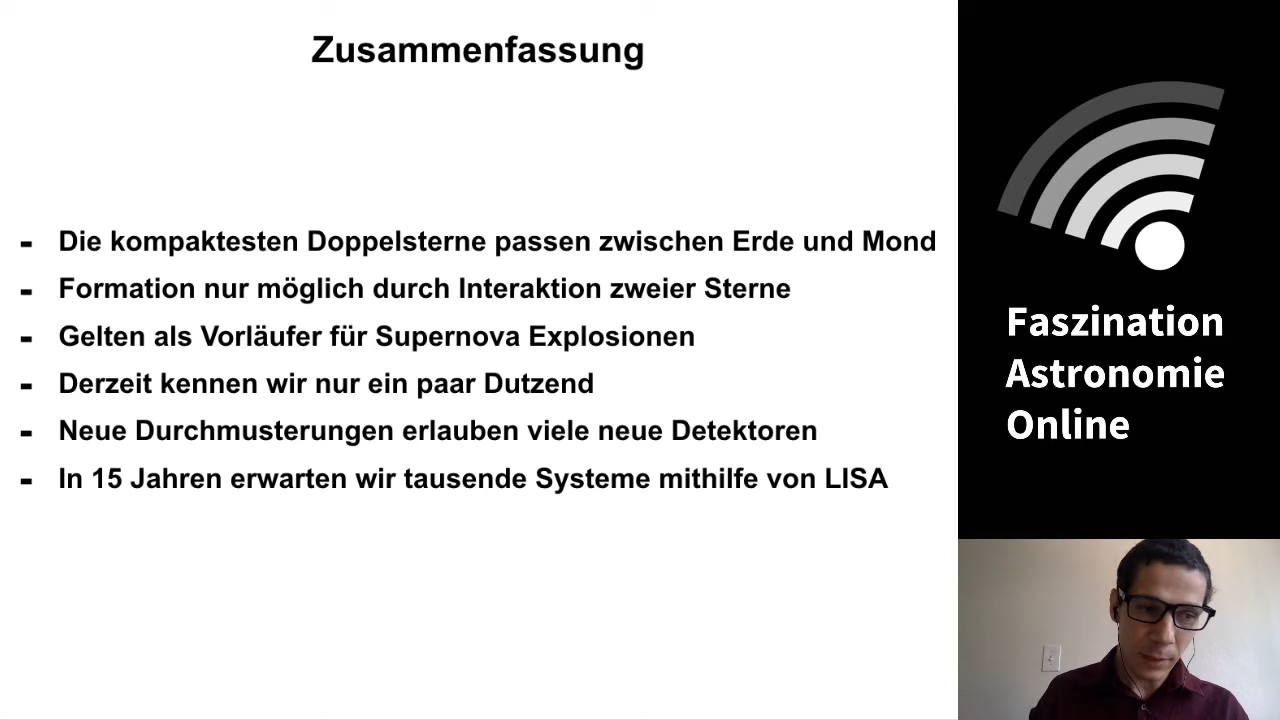 Zusammenfassung
- Die kompaktesten Doppelsterne passen zwischen Erde und Mond
- Formation nur möglich durch Interaktion zweier Sterne
- Gelten als Vorläufer für Supernova Explosionen
- Derzeit kennen wir nur ein paar Dutzend
- Neue Durchmusterungen erlauben viele neue Detektoren
- In 15 Jahren erwarten wir tausende Systeme mithilfe von LISA
Faszination
Astronomie
Online